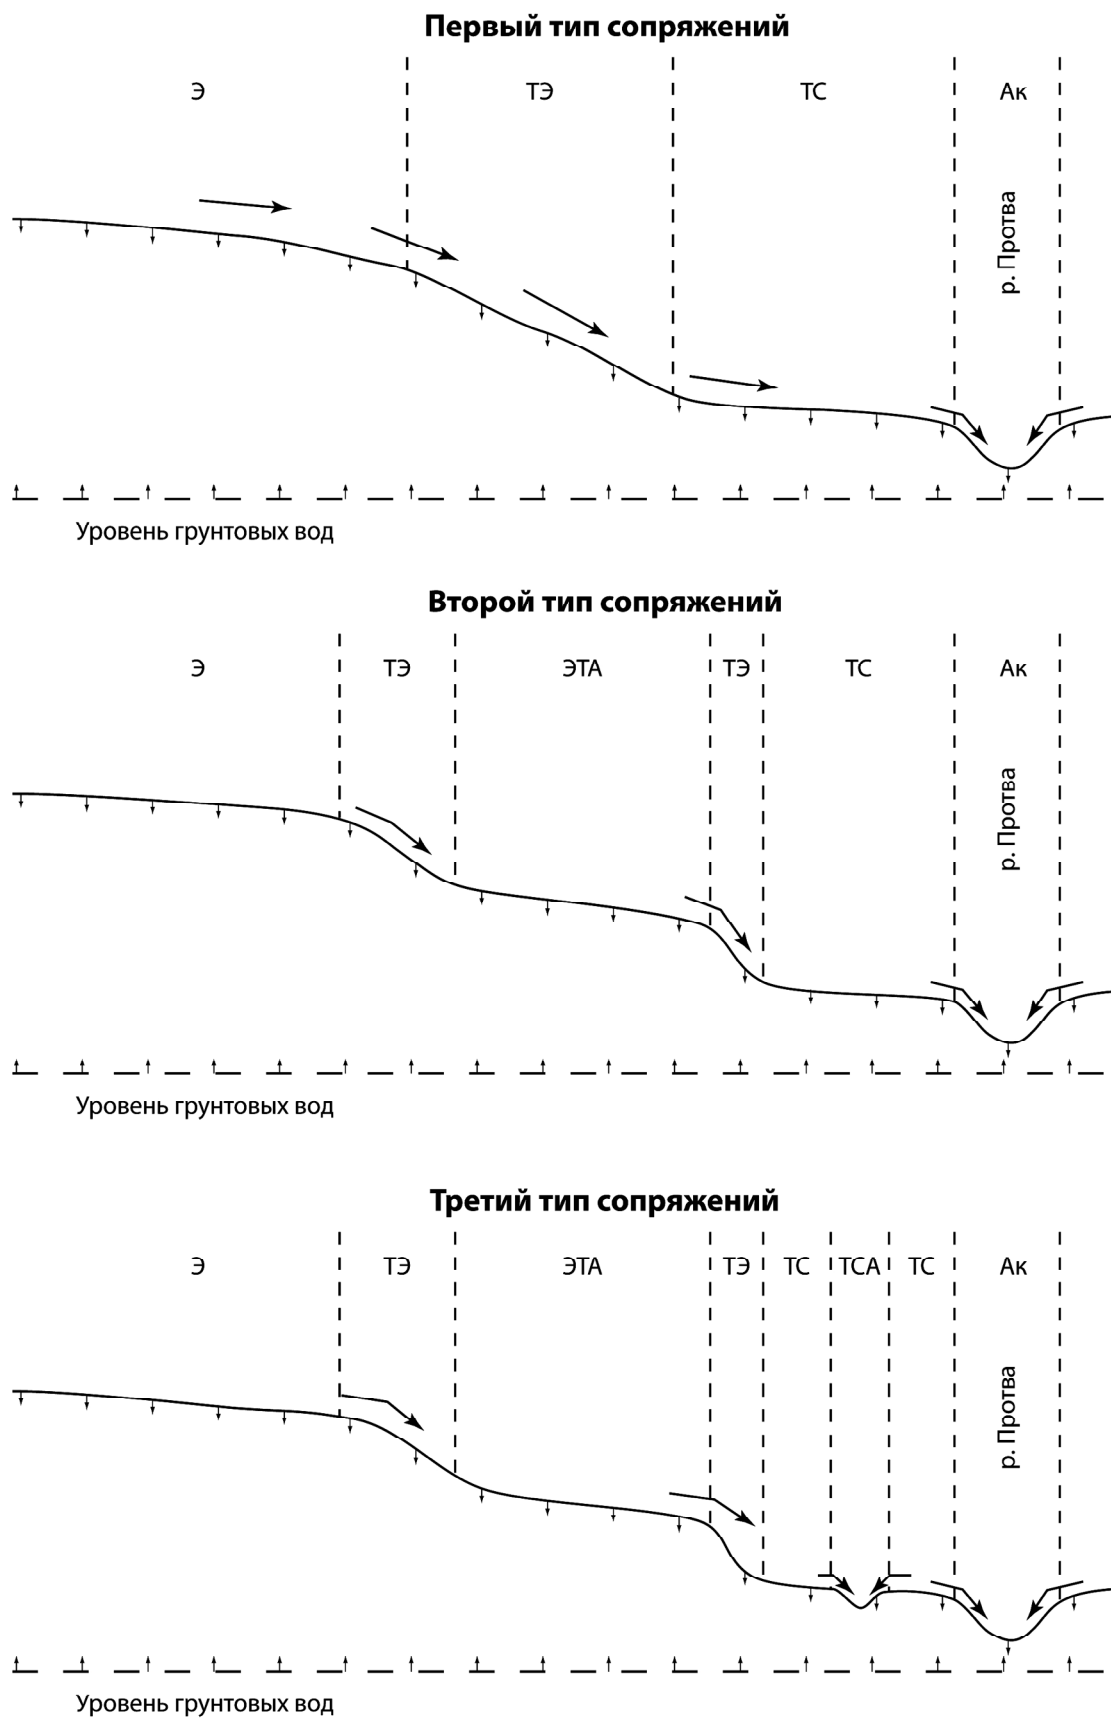 Первый тип сопряжений
Э ТЭ ТС Ак
р. Протва
Уровень грунтовых вод
Второй тип сопряжений
Э ТЭ ЭТА ТЭ ТС Ак
р. Протва
Уровень грунтовых вод
Третий тип сопряжений
Э ТЭ ЭТА ТЭ ТС ТСА ТС Ак
р. Протва
Уровень грунтовых вод